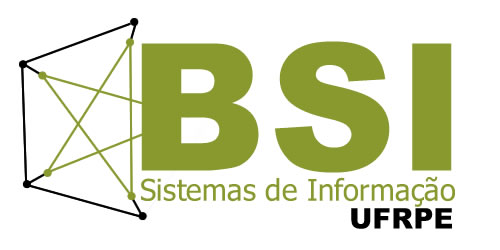 BSI
Sistemas de Informação
UFRPE